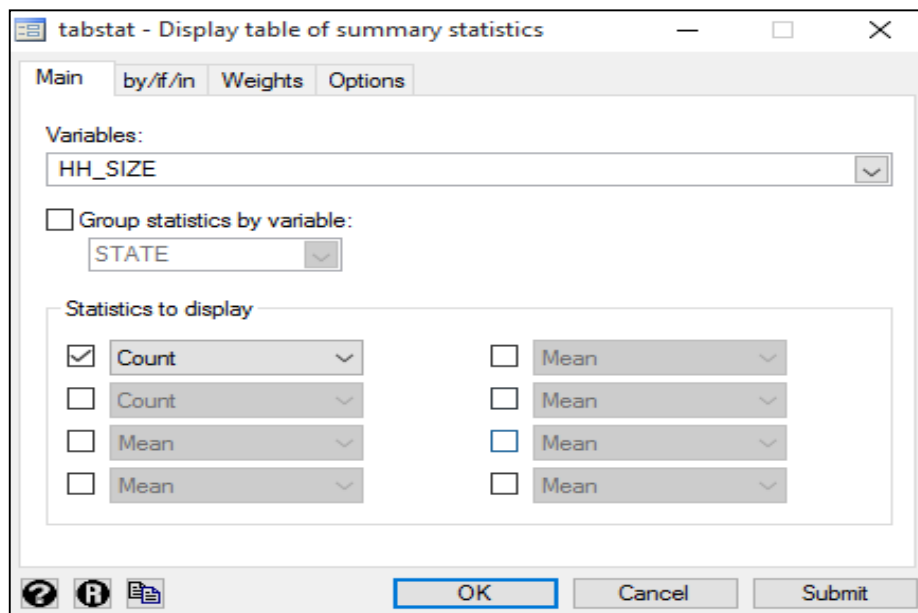 tabstat - Display table of summary statistics
Main by/if/in Weights Options
Variables:
HH_SIZE
Group statistics by variable:
STATE
Statistics to display
Count Mean
Count Mean
Mean Mean
Mean Mean
? R OK Cancel Submit